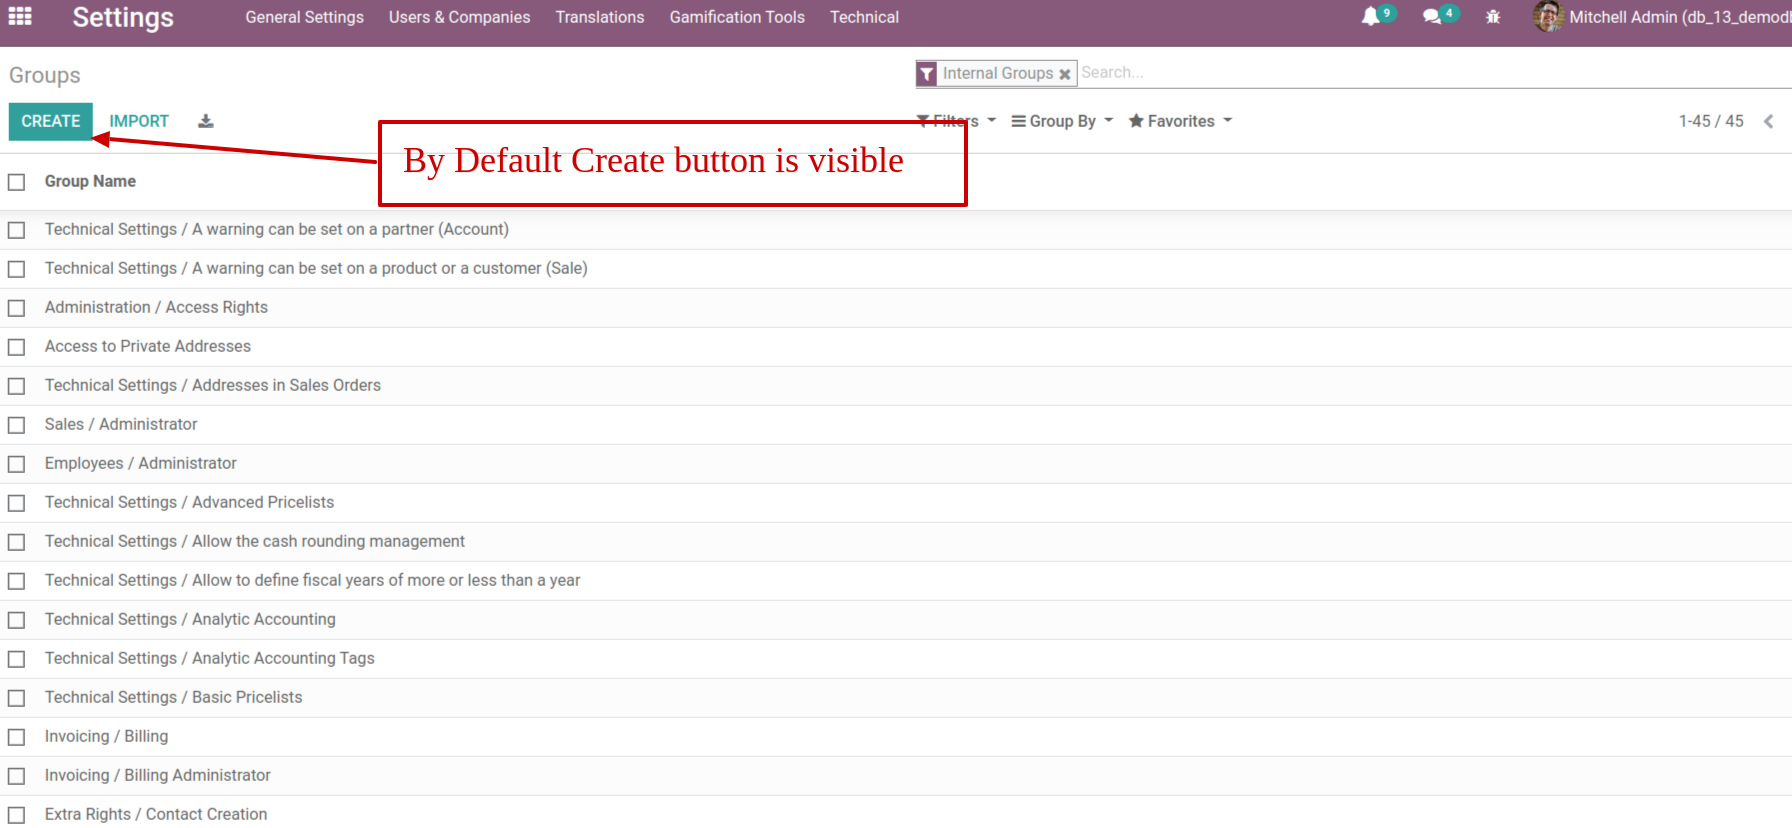 Settings
General Settings Users & Companies Translations Gamification Tools Technical
9 4 Mitchell Admin (db_13_demod
Groups
Internal Groups Search...
CREATE IMPORT
Filters Group By Favorites 1-45 / 45
By Default Create button is visible
Group Name
Technical Settings / A warning can be set on a partner (Account)
Technical Settings / A warning can be set on a product or a customer (Sale)
Administration / Access Rights
Access to Private Addresses
Technical Settings / Addresses in Sales Orders
Sales / Administrator
Employees / Administrator
Technical Settings / Advanced Pricelists
Technical Settings / Allow the cash rounding management
Technical Settings / Allow to define fiscal years of more or less than a year
Technical Settings / Analytic Accounting
Technical Settings / Analytic Accounting Tags
Technical Settings / Basic Pricelists
Invoicing / Billing
Invoicing / Billing Administrator
Extra Rights / Contact Creation